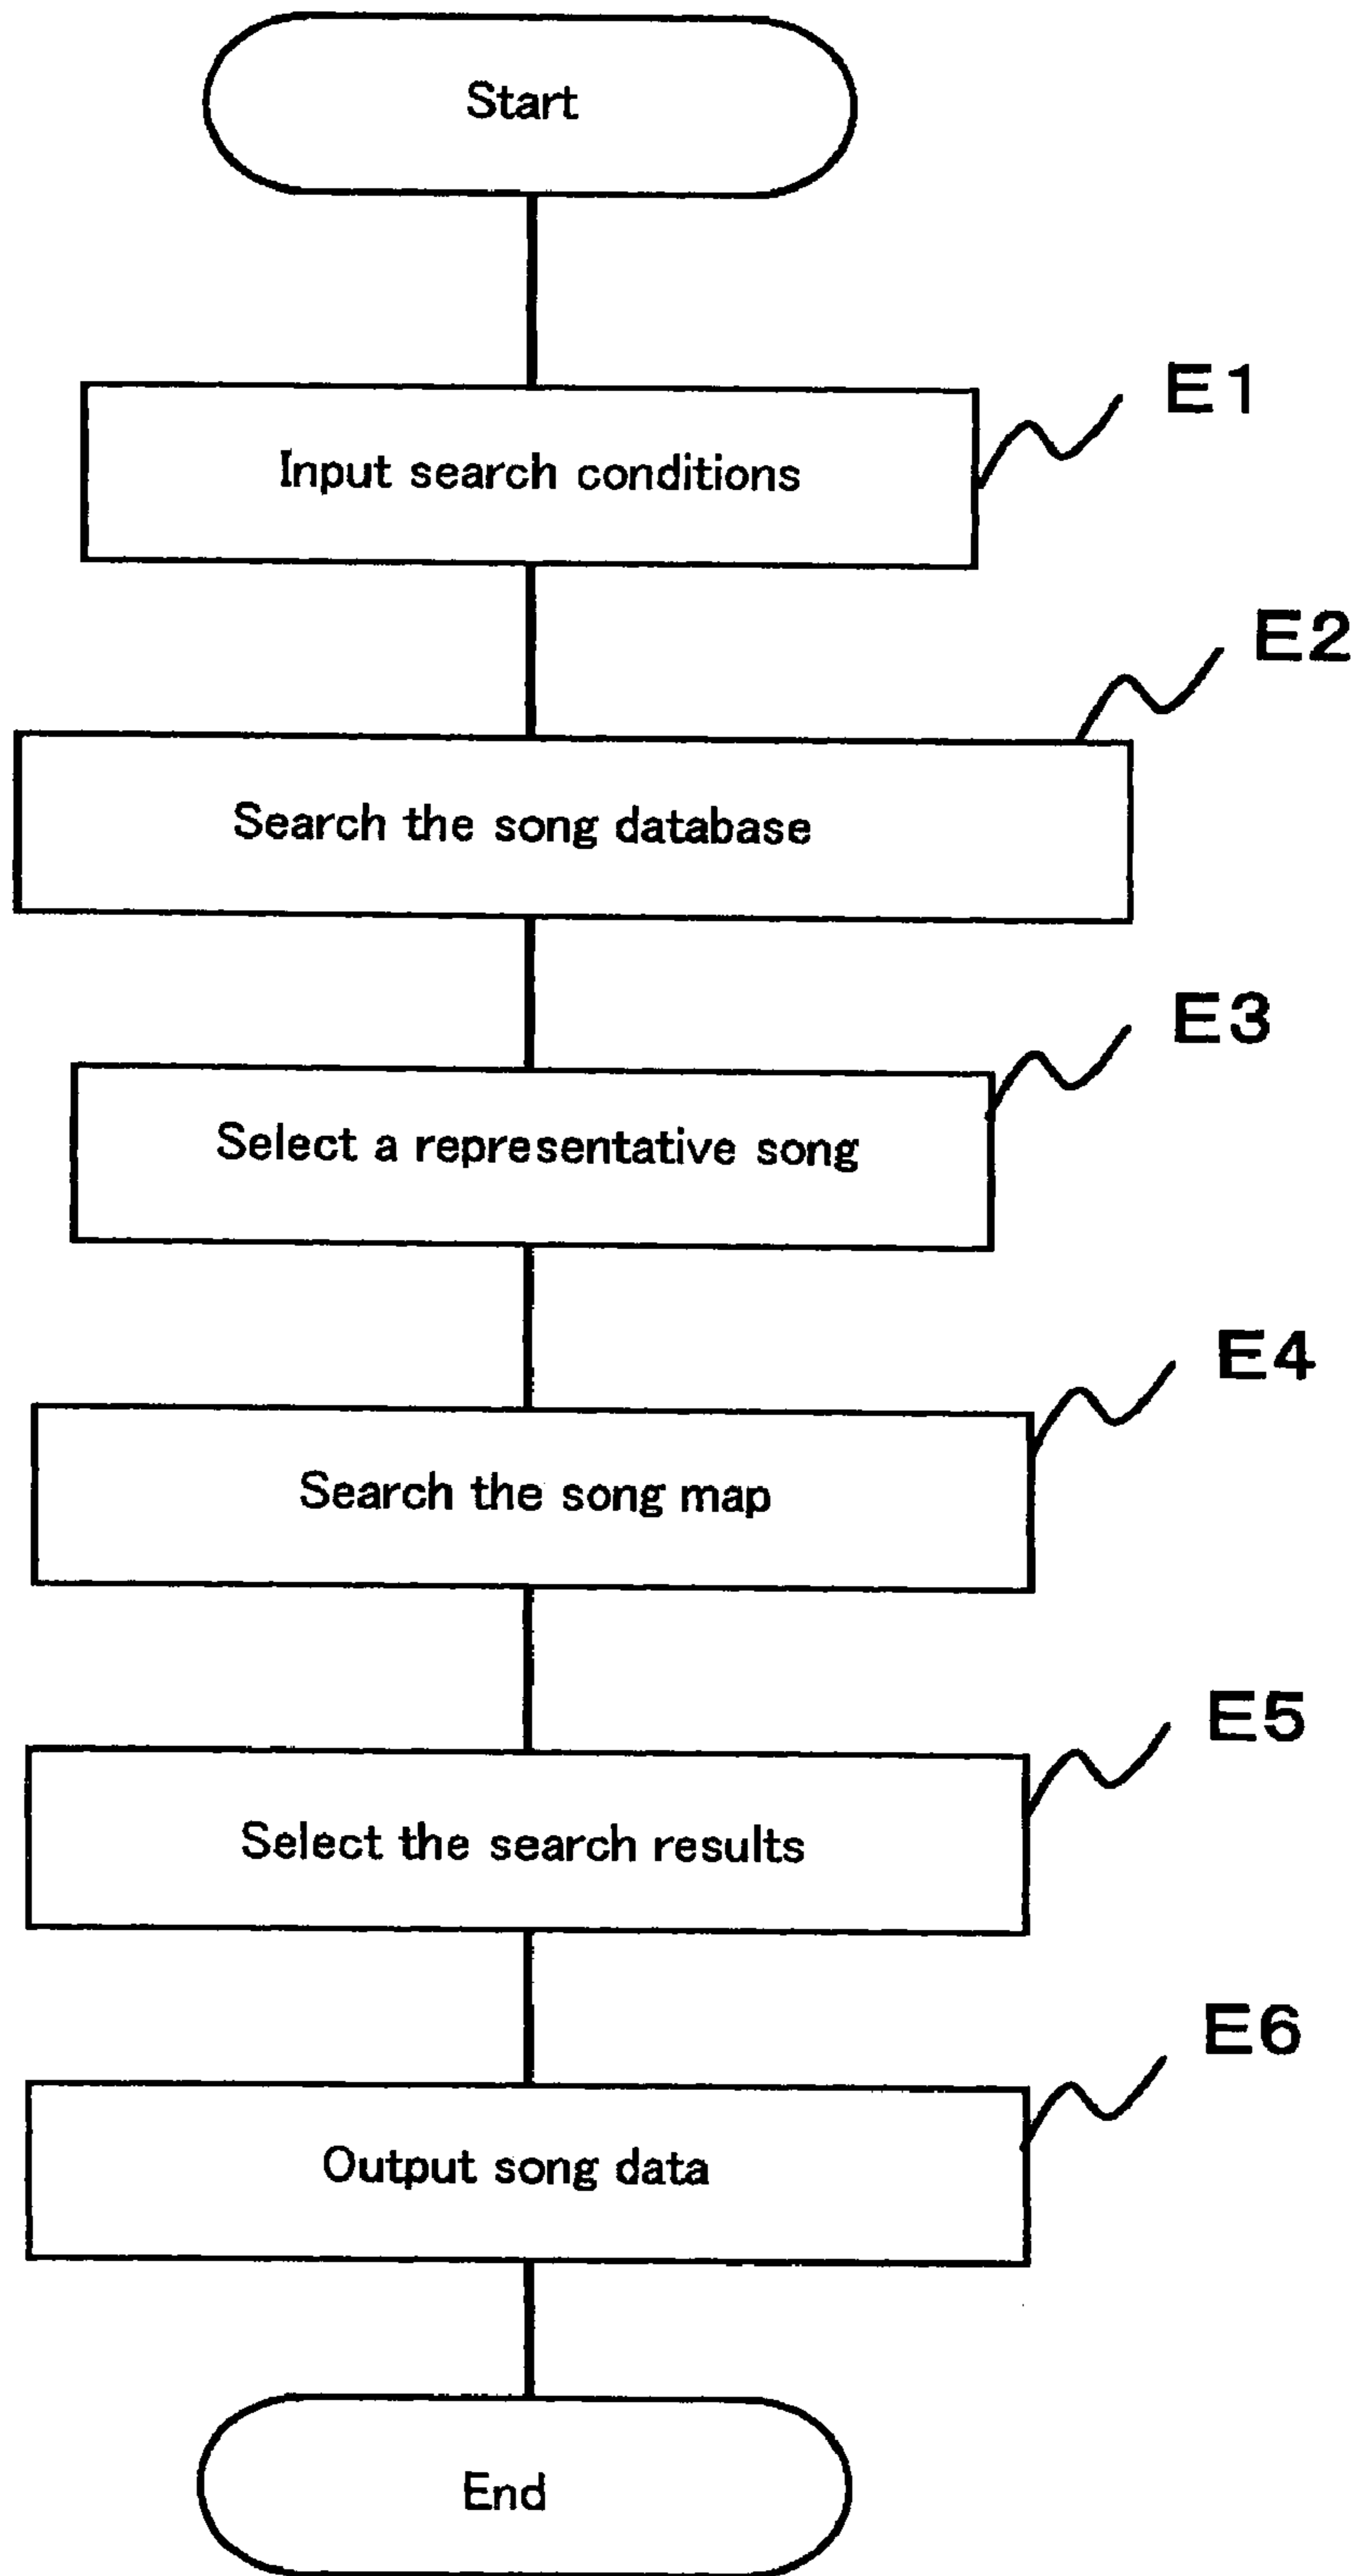 Start
E1
Input search conditions
E2
Search the song database
E3
Select a representative song
E4
Search the song map
E5
Select the search results
E6
Output song data
End